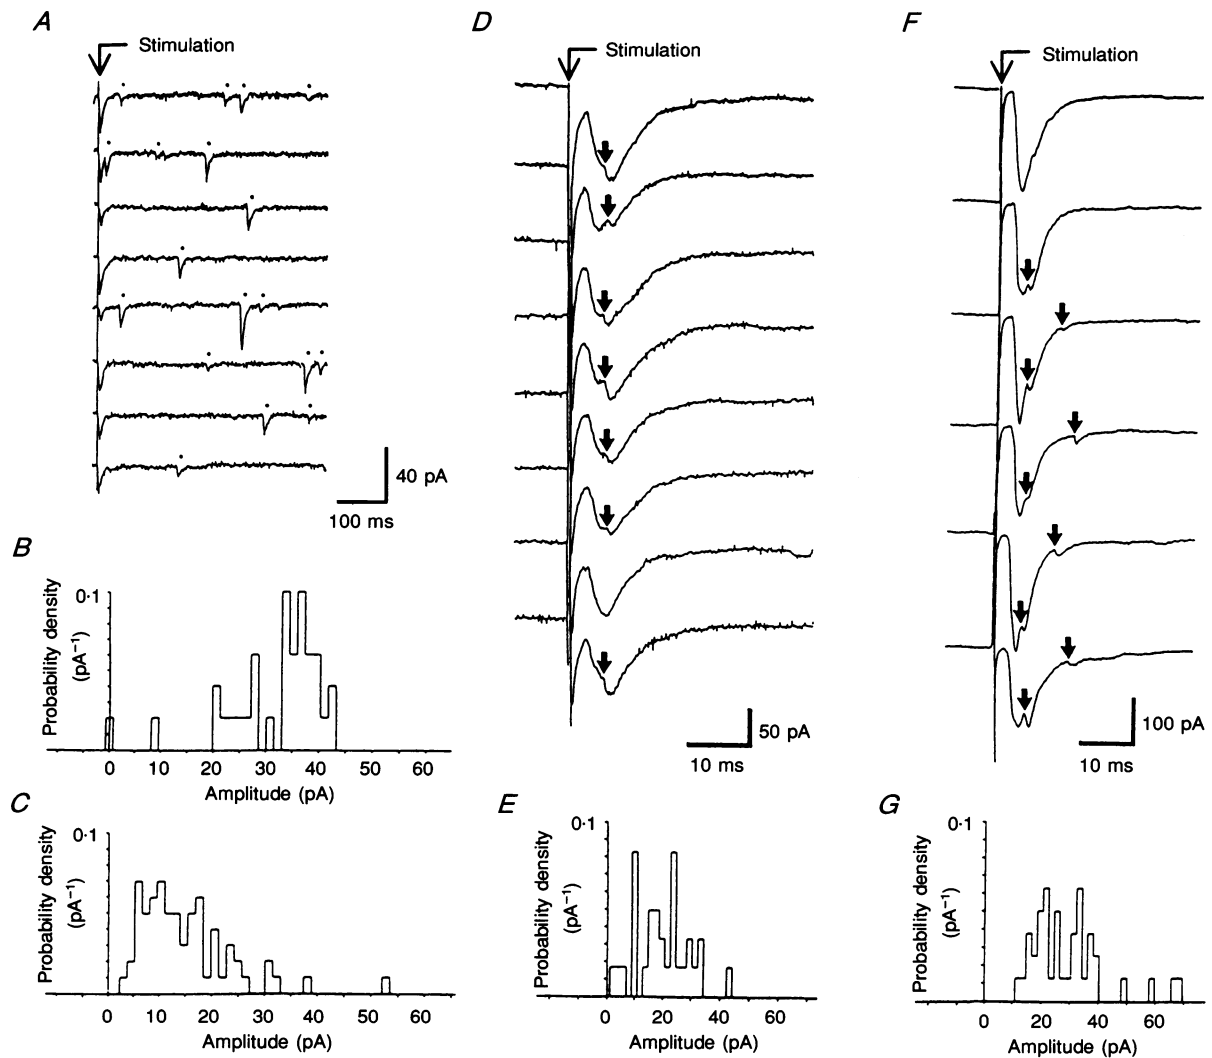 A
Stimulation
40 pA
100 ms
B
Probability density
(pA⁻¹)
0·1
0 10 20 30 40 50 60
Amplitude (pA)
C
Probability density
(pA⁻¹)
0·1
0 10 20 30 40 50 60
Amplitude (pA)
D
Stimulation
50 pA
10 ms
E
Probability density
(pA⁻¹)
0·1
0 20 40 60
Amplitude (pA)
F
Stimulation
100 pA
10 ms
G
Probability density
(pA⁻¹)
0·1
0 20 40 60
Amplitude (pA)